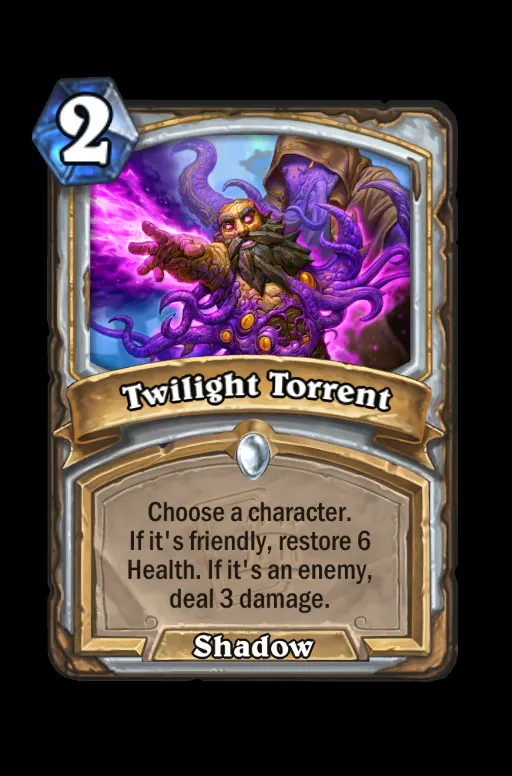 2
Twilight Torrent
Choose a character.
If it's friendly, restore 6
Health. If it's an enemy,
deal 3 damage.
Shadow